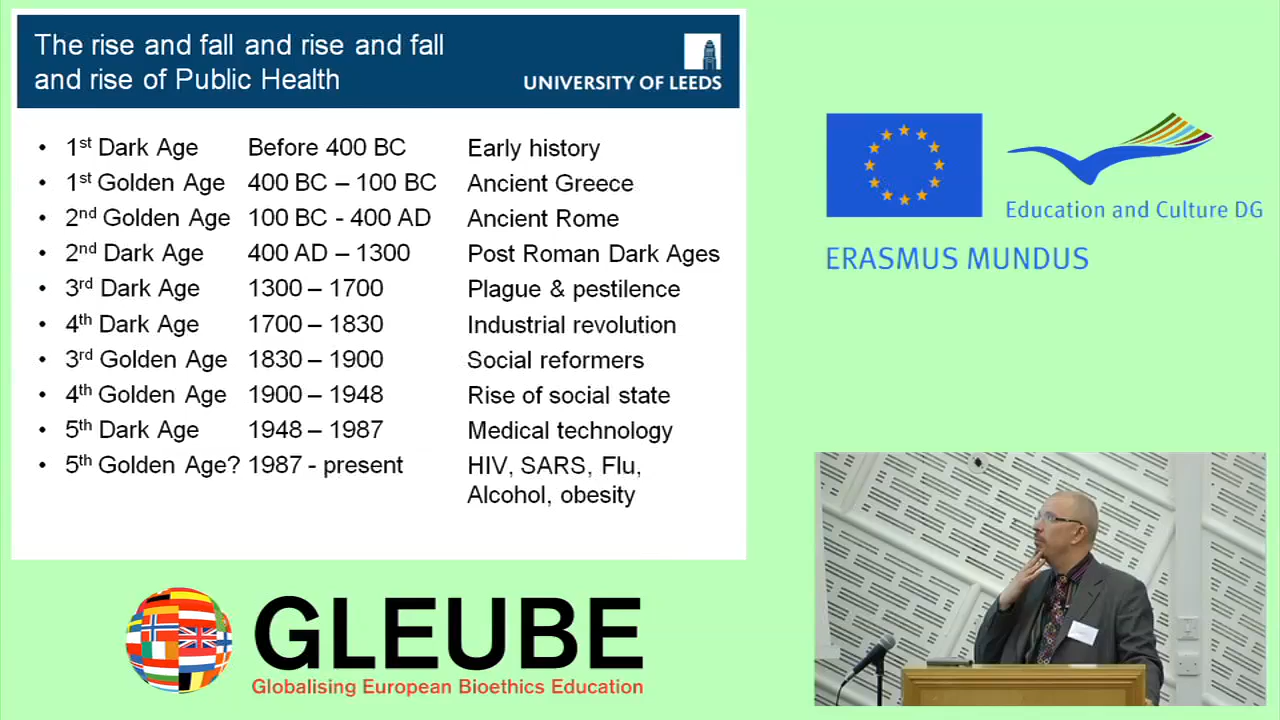 The rise and fall and rise and fall
and rise of Public Health
UNIVERSITY OF LEEDS
• 1st Dark Age Before 400 BC Early history
• 1st Golden Age 400 BC – 100 BC Ancient Greece
• 2nd Golden Age 100 BC - 400 AD Ancient Rome
• 2nd Dark Age 400 AD – 1300 Post Roman Dark Ages
• 3rd Dark Age 1300 – 1700 Plague & pestilence
• 4th Dark Age 1700 – 1830 Industrial revolution
• 3rd Golden Age 1830 – 1900 Social reformers
• 4th Golden Age 1900 – 1948 Rise of social state
• 5th Dark Age 1948 – 1987 Medical technology
• 5th Golden Age? 1987 - present HIV, SARS, Flu,
Alcohol, obesity
Education and Culture DG
ERASMUS MUNDUS
GLEUBE
Globalising European Bioethics Education